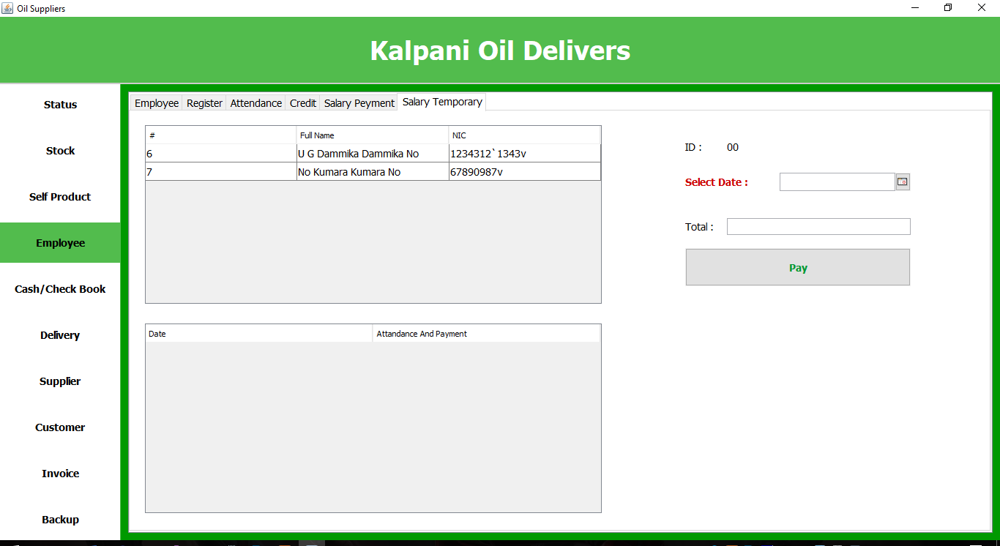 Oil Suppliers
Kalpani Oil Delivers
Status
Stock
Self Product
Employee
Cash/Check Book
Delivery
Supplier
Customer
Invoice
Backup
Employee Register Attendance Credit Salary Peyment Salary Temporary
# Full Name NIC
6 U G Dammika Dammika No 1234312`1343v
7 No Kumara Kumara No 67890987v
Date Attandance And Payment
ID : 00
Select Date :
Total :
Pay